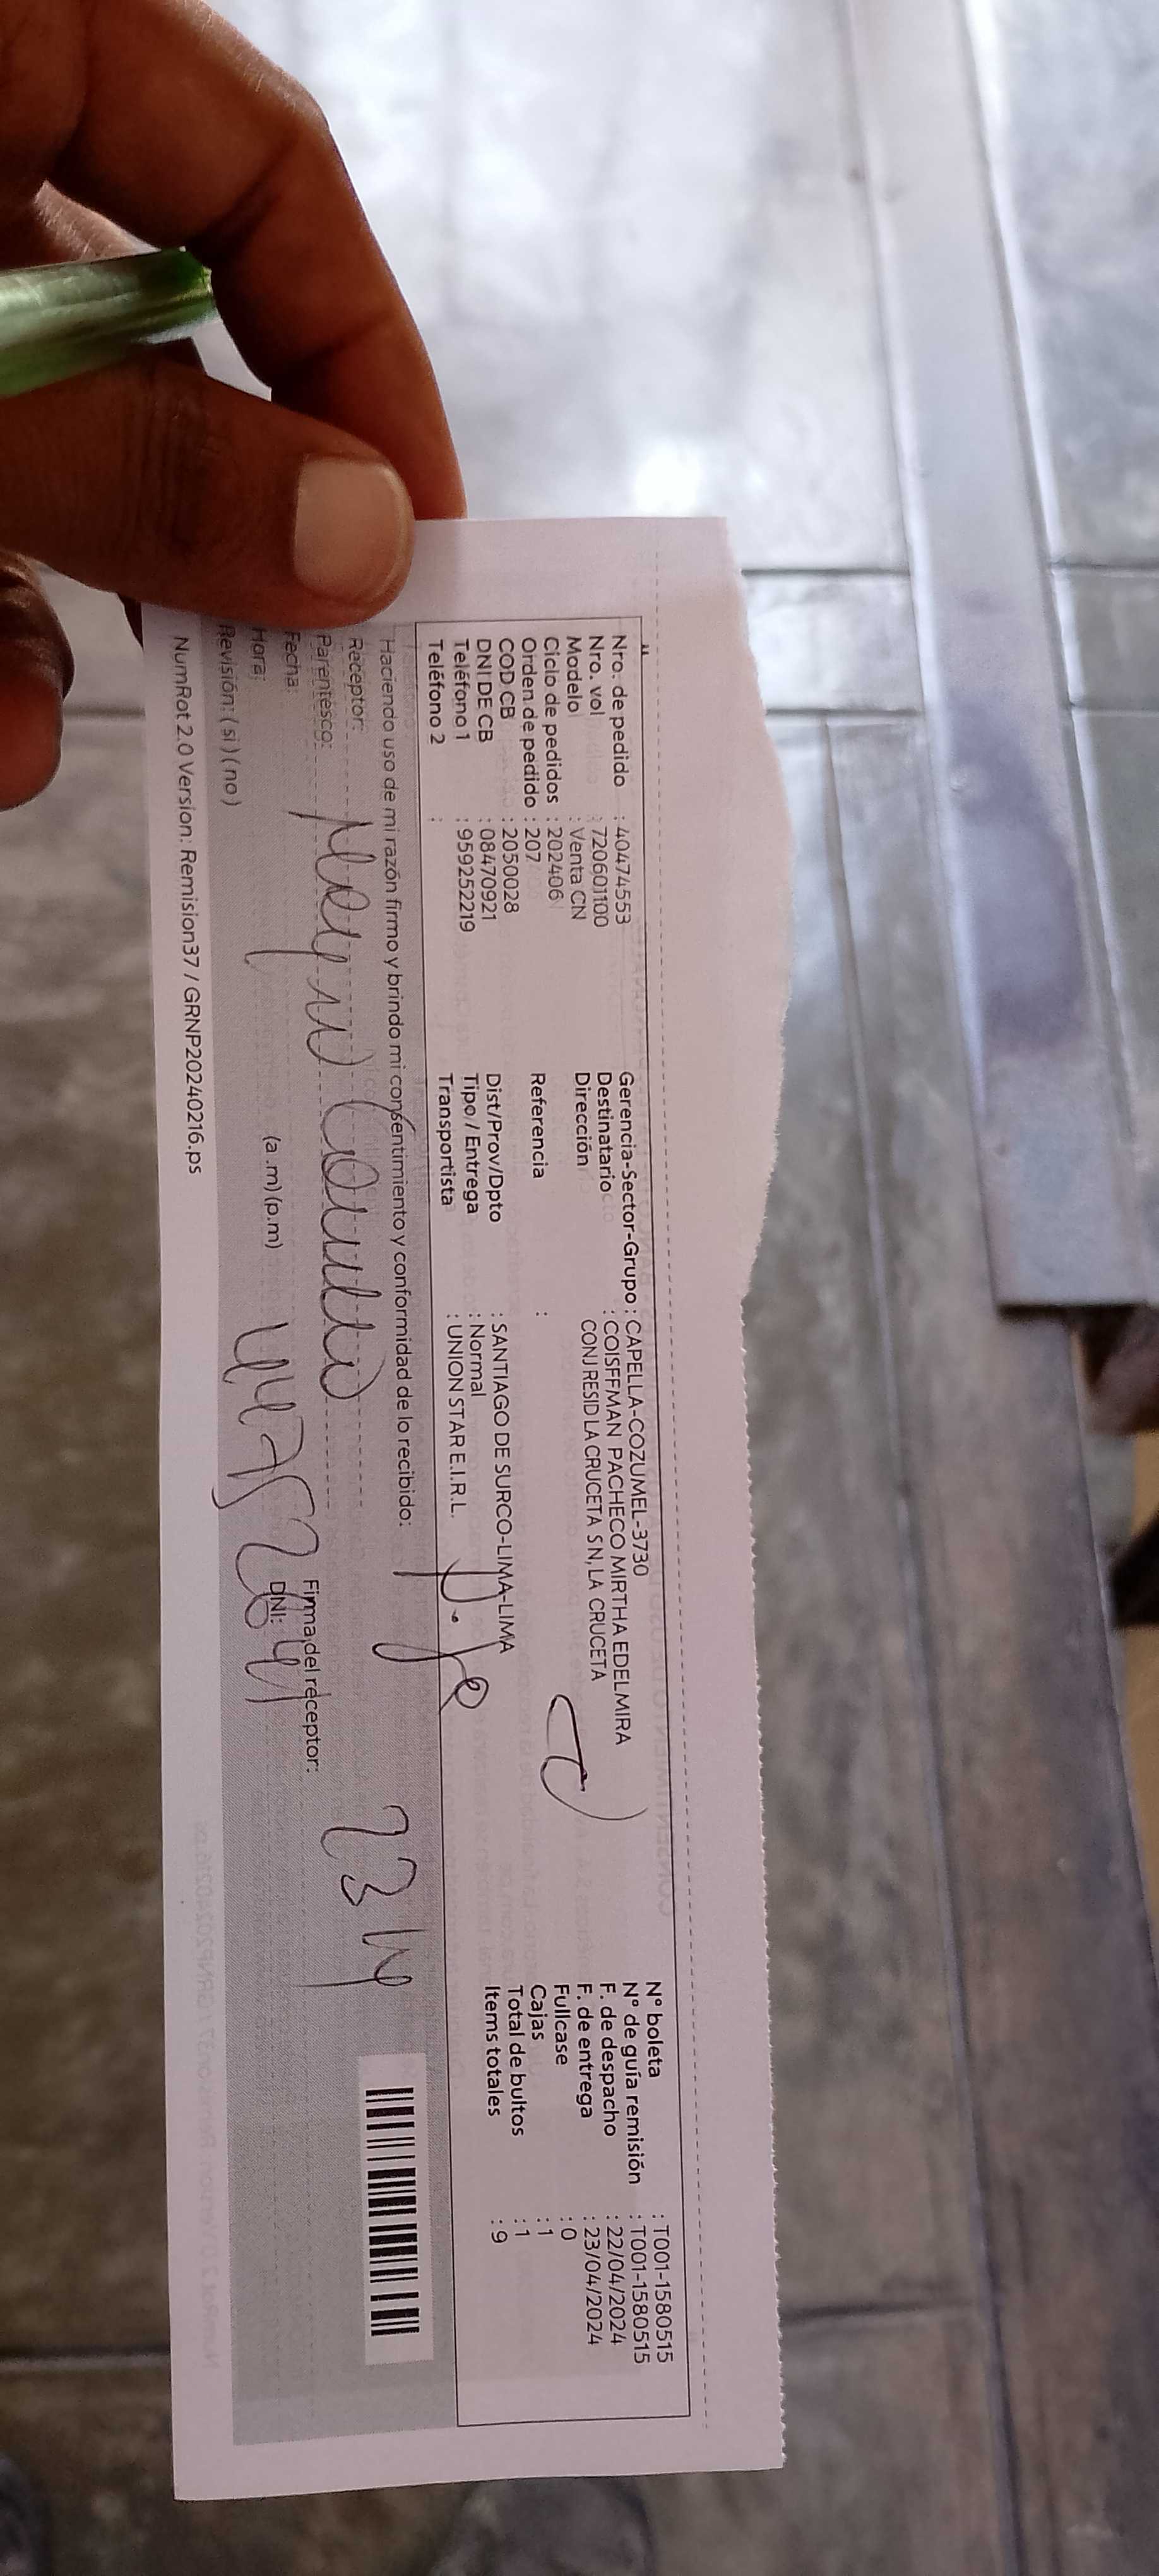 Nro. de pedido : 40474553
Nro. vol : 720601100
Modelo : Venta CN
Ciclo de pedidos : 202406
Orden de pedido : 207
COD CB : 2050028
DNI DE CB : 08470921
Teléfono 1 : 959252219
Teléfono 2 :
Gerencia-Sector-Grupo : CAPELLA-COZUMEL-3730
Destinatario : COISFFMAN PACHECO MIRTHA EDELMIRA
Dirección CONJ RESID LA CRUCETA S N, LA CRUCETA
Referencia :
Dist/Prov/Dpto : SANTIAGO DE SURCO-LIMA-LIMA
Tipo / Entrega : Normal
Transportista : UNION STAR E.I.R.L.
N° boleta : T001-1580515
N° de guía remisión : T001-1580515
F. de despacho : 22/04/2024
F. de entrega : 23/04/2024
Fullcase : 0
Cajas : 1
Total de bultos : 1
Items totales : 9
Haciendo uso de mi razón firmo y brindo mi consentimiento y conformidad de lo recibido:
Receptor:
Parentesco:
Fecha:
Hora: (a .m) (p.m)
Revisión: ( si ) ( no )
Firma del receptor:
DNI:
23 14
NumRot 2.0 Version: Remision37 / GRNP20240216.ps